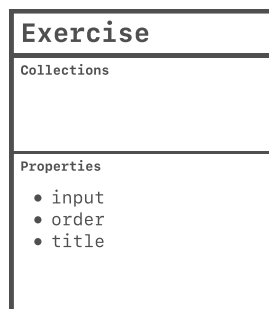 Exercise
Collections
Properties
• input
• order
• title